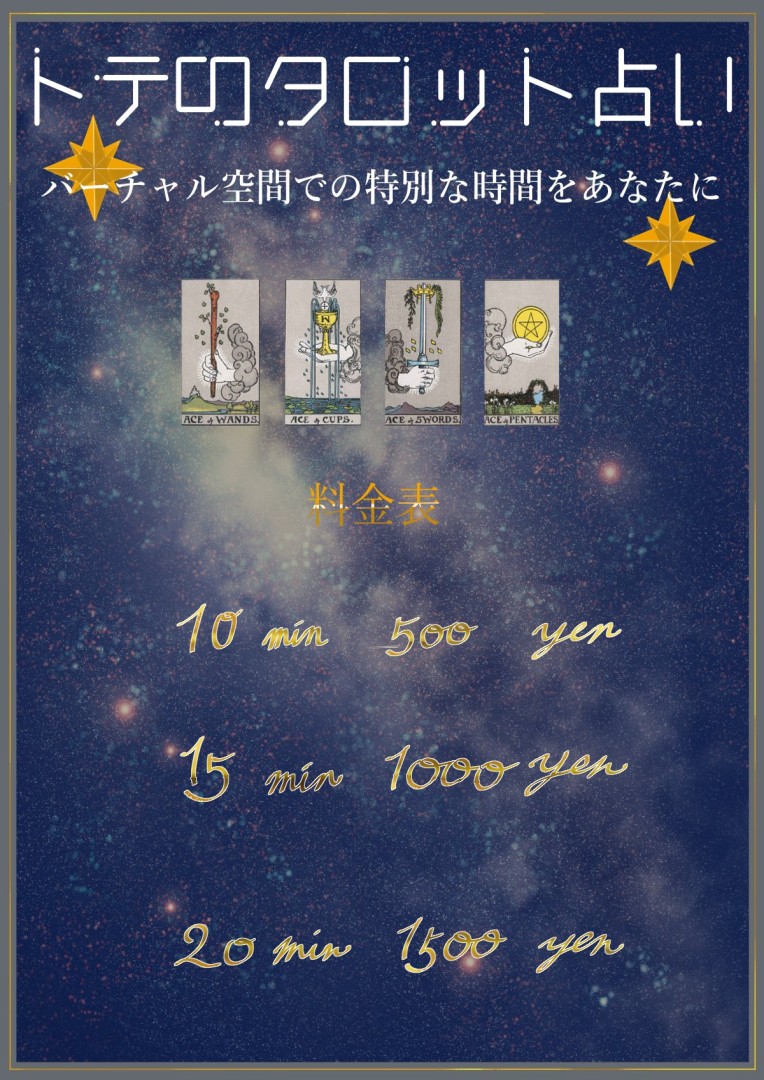 トテのタロット占い
バーチャル空間での特別な時間をあなたに
ACE of WANDS. ACE of CUPS. ACE of SWORDS. ACE of PENTACLES
料金表
10 min 500 yen
15 min 1000 yen
20 min 1500 yen